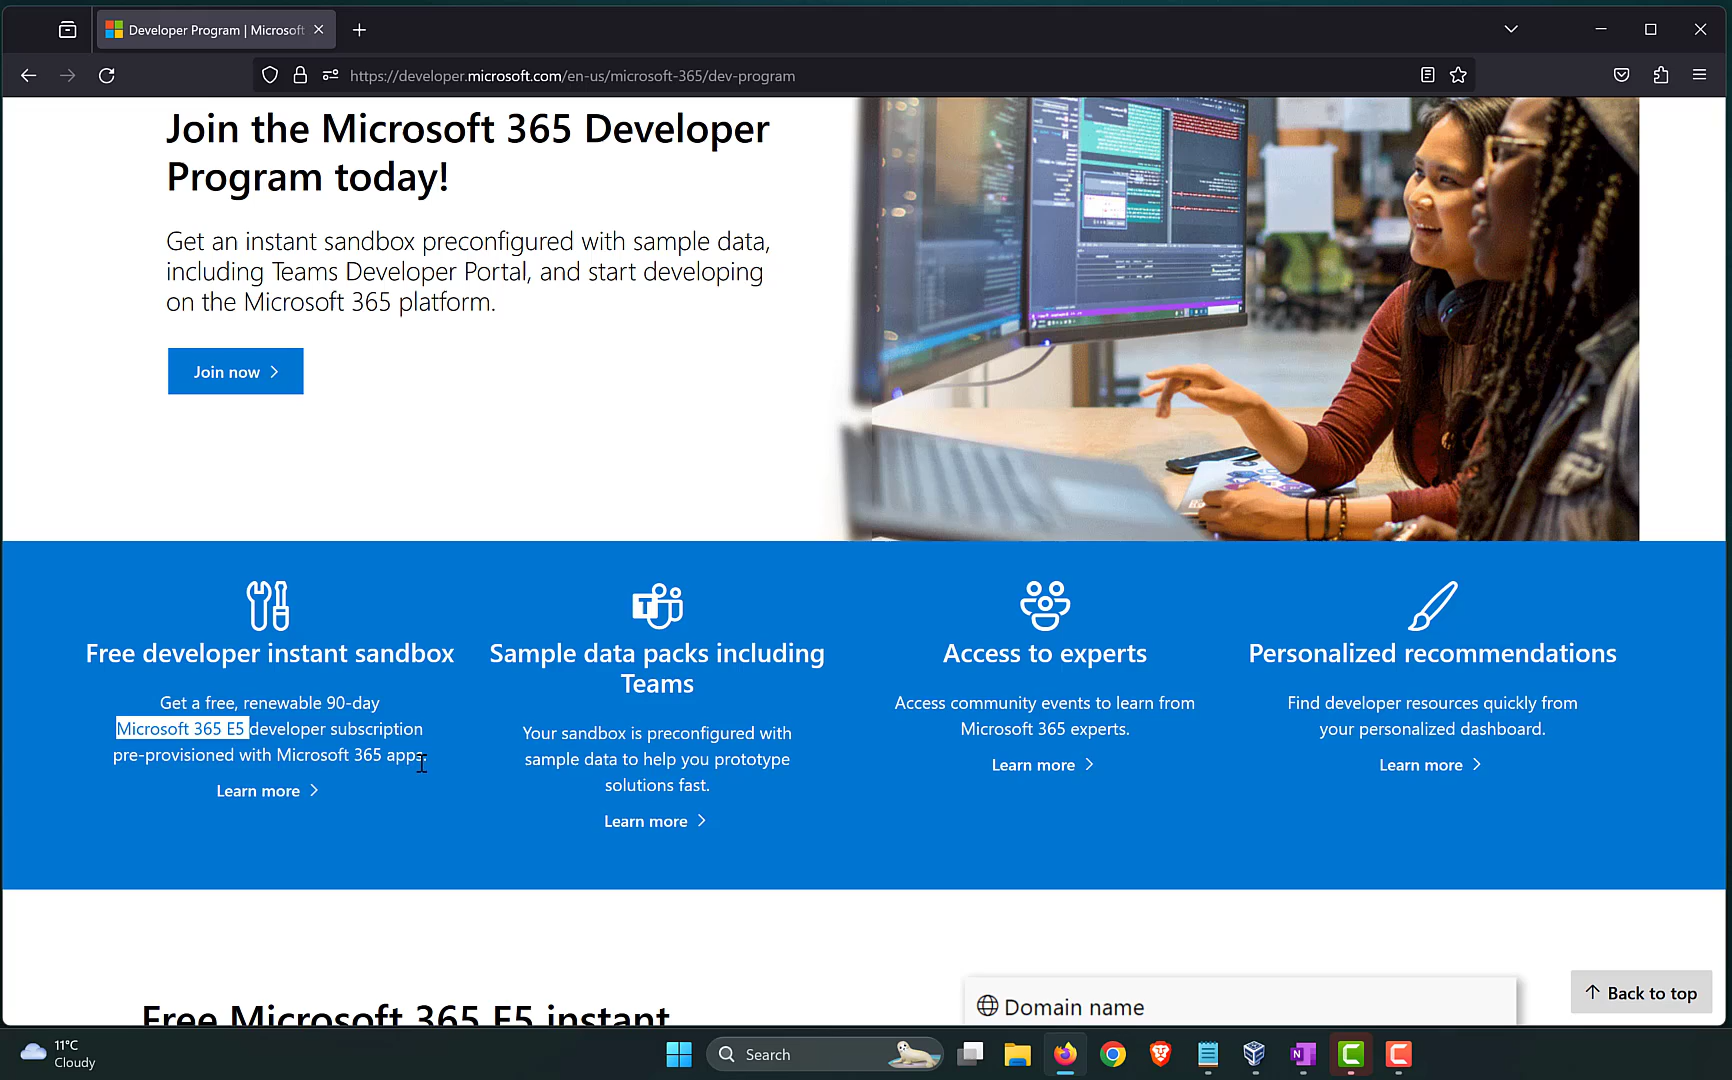 Developer Program | Microsoft
https://developer.microsoft.com/en-us/microsoft-365/dev-program
Join the Microsoft 365 Developer
Program today!
Get an instant sandbox preconfigured with sample data,
including Teams Developer Portal, and start developing
on the Microsoft 365 platform.
Join now
Free developer instant sandbox
Get a free, renewable 90-day
Microsoft 365 E5 developer subscription
pre-provisioned with Microsoft 365 apps
Learn more
Sample data packs including
Teams
Your sandbox is preconfigured with
sample data to help you prototype
solutions fast.
Learn more
Access to experts
Access community events to learn from
Microsoft 365 experts.
Learn more
Personalized recommendations
Find developer resources quickly from
your personalized dashboard.
Learn more
Free Microsoft 365 E5 instant
Domain name
Back to top
11°C
Cloudy
Search